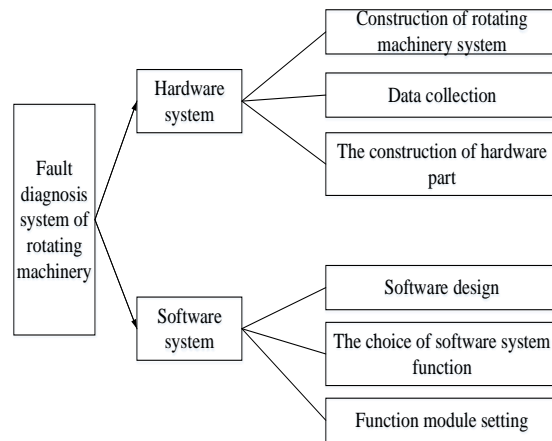 Fault
diagnosis
system of
rotating
machinery
Hardware
system
Software
system
Construction of rotating
machinery system
Data collection
The construction of hardware
part
Software design
The choice of software system
function
Function module setting